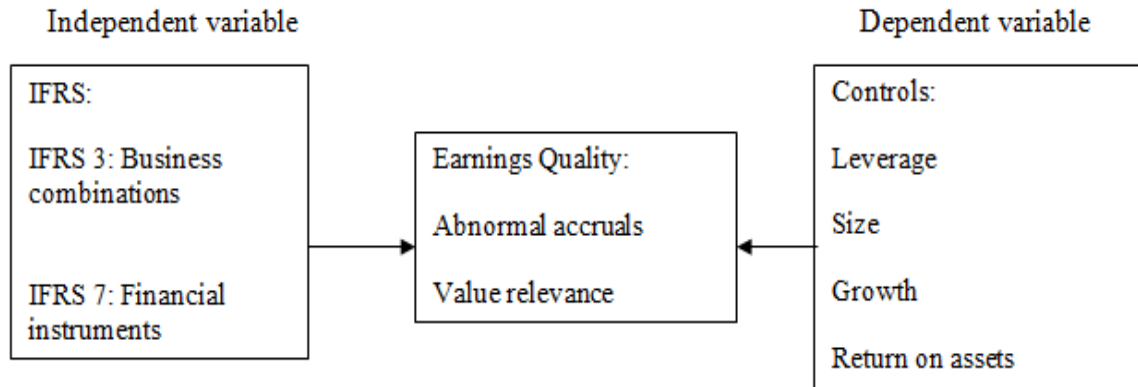 Independent variable
Dependent variable
IFRS:
IFRS 3: Business
combinations
IFRS 7: Financial
instruments
Earnings Quality:
Abnormal accruals
Value relevance
Controls:
Leverage
Size
Growth
Return on assets